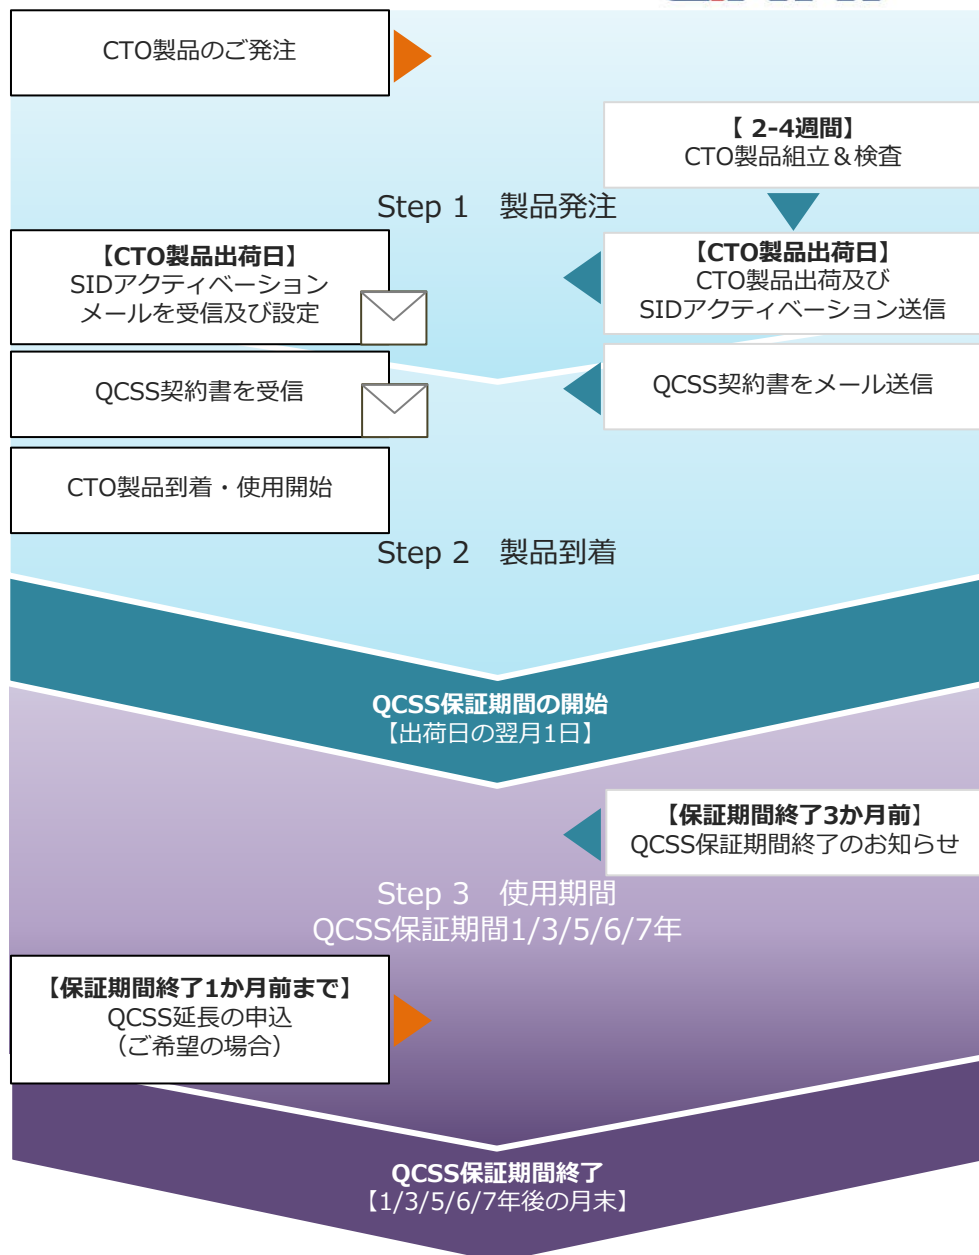 CTO製品のご発注
【 2-4週間】
CTO製品組立＆検査
Step 1　製品発注
【CTO製品出荷日】
SIDアクティベーション
メールを受信及び設定
【CTO製品出荷日】
CTO製品出荷及び
SIDアクティベーション送信
QCSS契約書を受信
QCSS契約書をメール送信
CTO製品到着・使用開始
Step 2　製品到着
QCSS保証期間の開始
【出荷日の翌月1日】
【保証期間終了3か月前】
QCSS保証期間終了のお知らせ
Step 3　使用期間
QCSS保証期間1/3/5/6/7年
【保証期間終了1か月前まで】
QCSS延長の申込
（ご希望の場合）
QCSS保証期間終了
【1/3/5/6/7年後の月末】